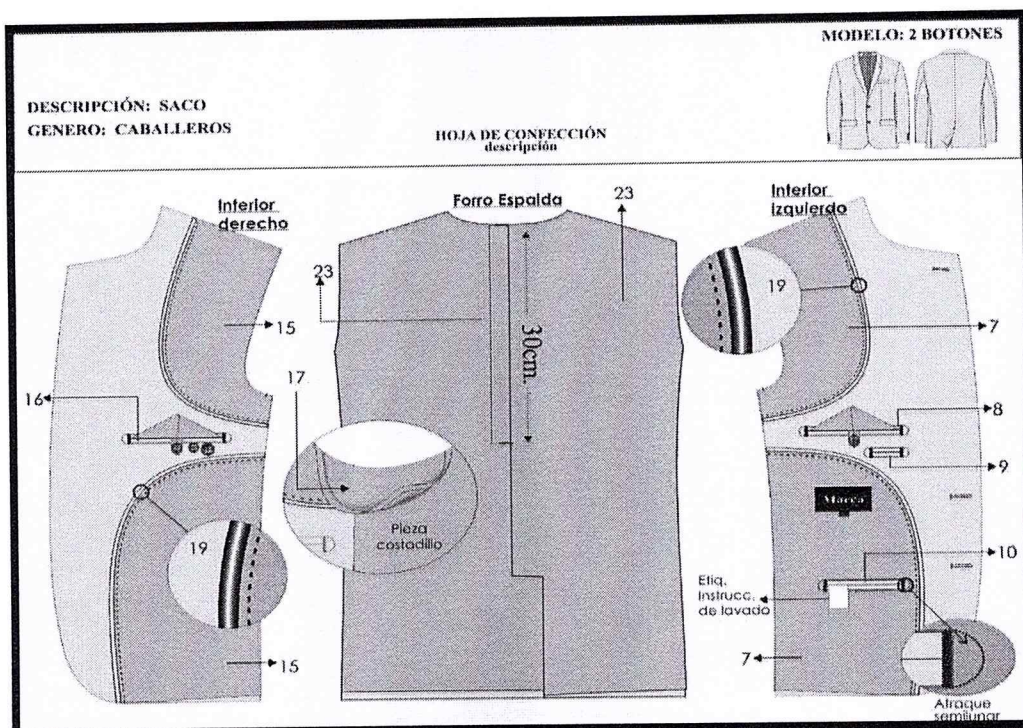 MODELO: 2 BOTONES
DESCRIPCIÓN: SACO
GENERO: CABALLEROS
HOJA DE CONFECCIÓN
descripción
Interior
derecho
Forro Espalda
23
Interior
izquierdo
23
19
15
30cm.
7
17
16
8
9
Marca
19
Pieza
costadillo
10
Etiq.
Instrucc.
de lavado
15
7
Atraque
semilunar